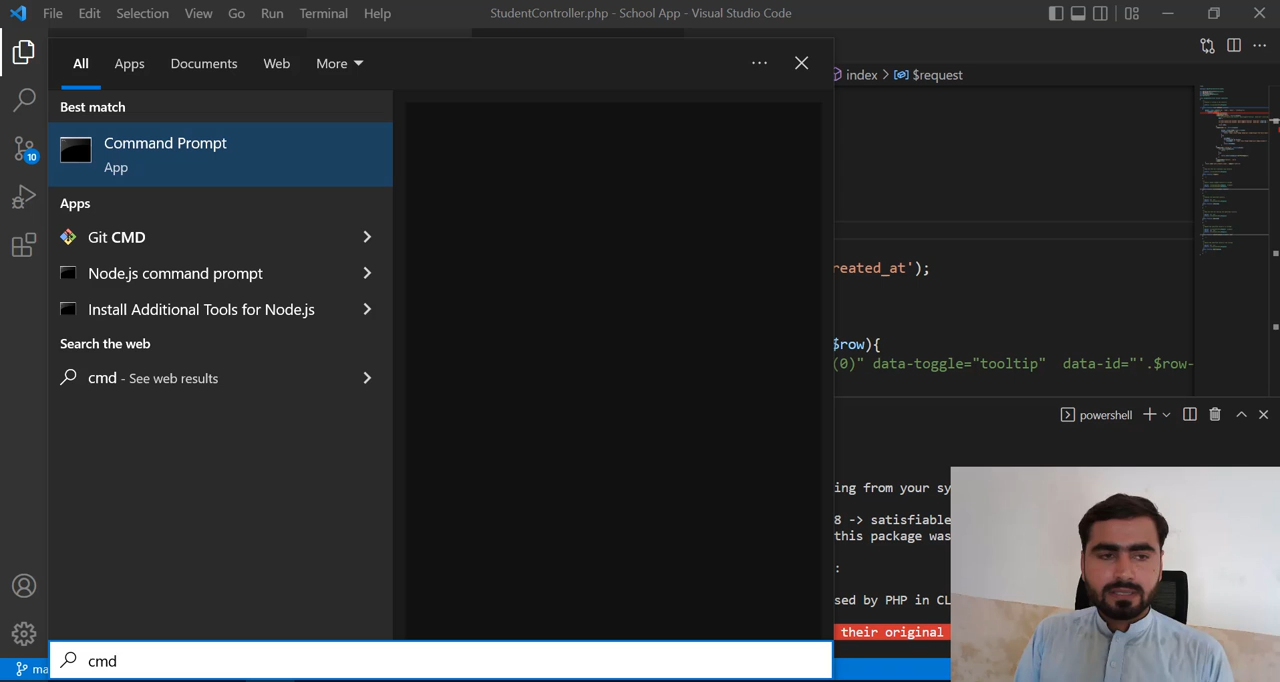 File Edit Selection View Go Run Terminal Help
StudentController.php - School App - Visual Studio Code
All Apps Documents Web More
index > $request
Best match
Command Prompt
App
10
Apps
Git CMD
Node.js command prompt
Install Additional Tools for Node.js
Search the web
cmd - See web results
reated_at');
$row){
(0)" data-toggle="tooltip" data-id="'.$row-
powershell
ing from your sy
8 -> satisfiable
this package was
:
sed by PHP in CL
their original
cmd
ma